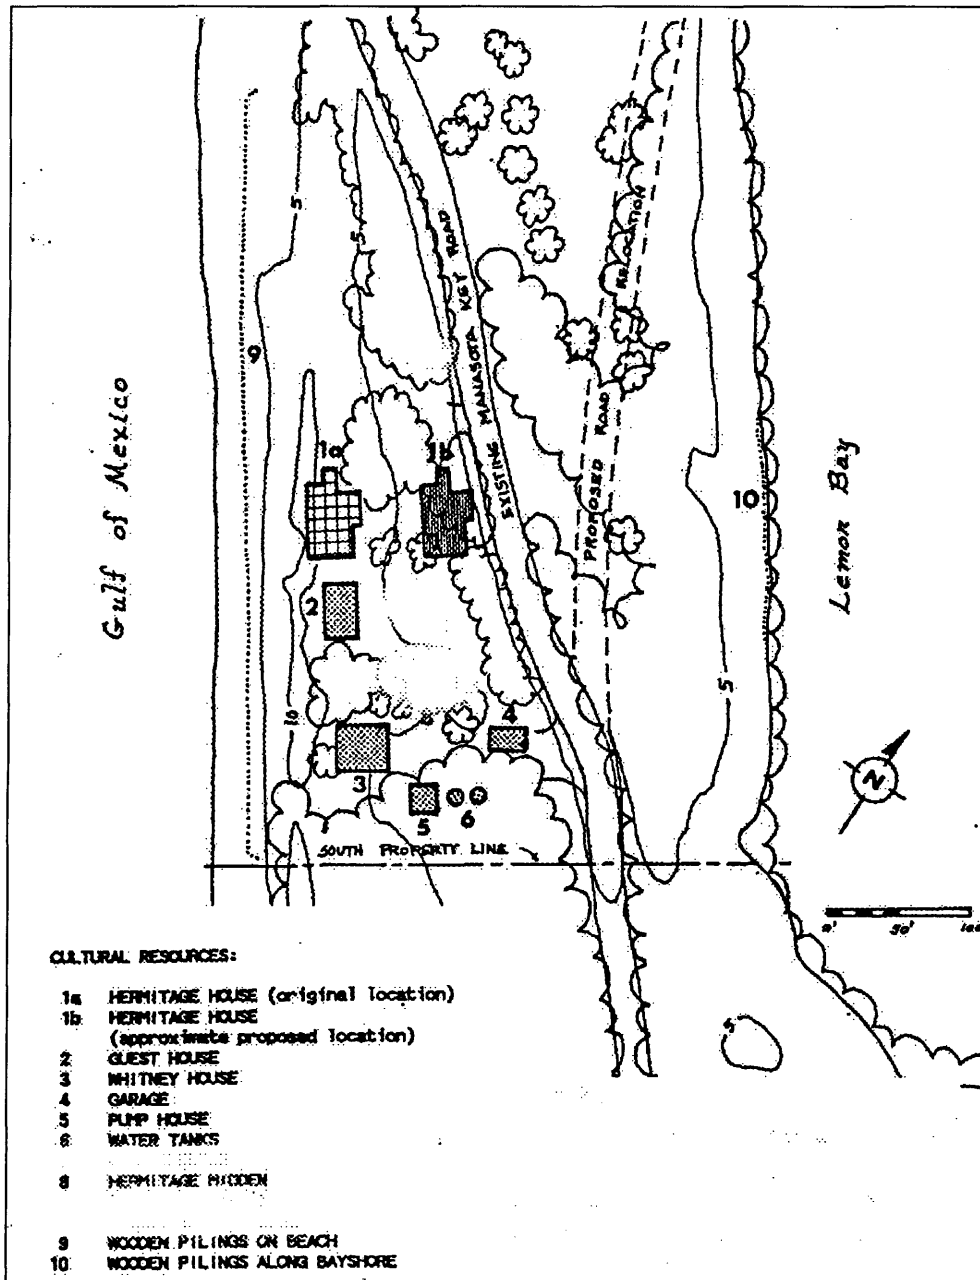 Gulf of Mexico
Lemon Bay
EXISTING MANASOTA KEY ROAD
PROPOSED ROAD RELOCATION
5
5
9
1a
1b
10
2
5
10
8
4
3
5
6
N
SOUTH PROPERTY LINE
0' 50' 100
5
CULTURAL RESOURCES:
1a HERMITAGE HOUSE (original location)
1b HERMITAGE HOUSE
(approximate proposed location)
2 GUEST HOUSE
3 WHITNEY HOUSE
4 GARAGE
5 PUMP HOUSE
6 WATER TANKS
8 HERMITAGE MIDDEN
9 WOODEN PILINGS ON BEACH
10 WOODEN PILINGS ALONG BAYSHORE